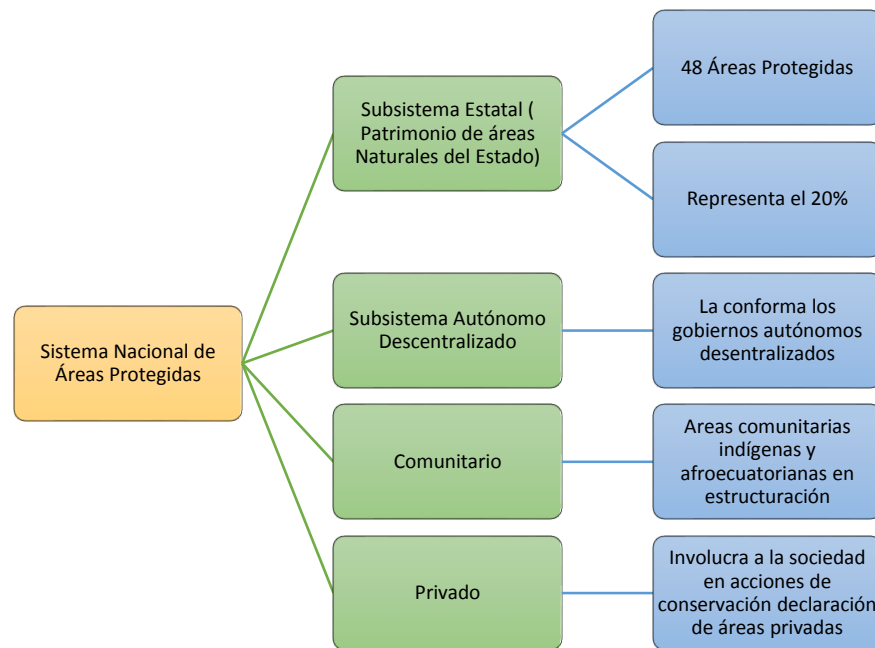 Sistema Nacional de
Áreas Protegidas
Subsistema Estatal (
Patrimonio de áreas
Naturales del Estado)
48 Áreas Protegidas
Representa el 20%
Subsistema Autónomo
Descentralizado
La conforma los
gobiernos autónomos
desentralizados
Comunitario
Areas comunitarias
indígenas y
afroecuatorianas en
estructuración
Privado
Involucra a la sociedad
en acciones de
conservación declaración
de áreas privadas